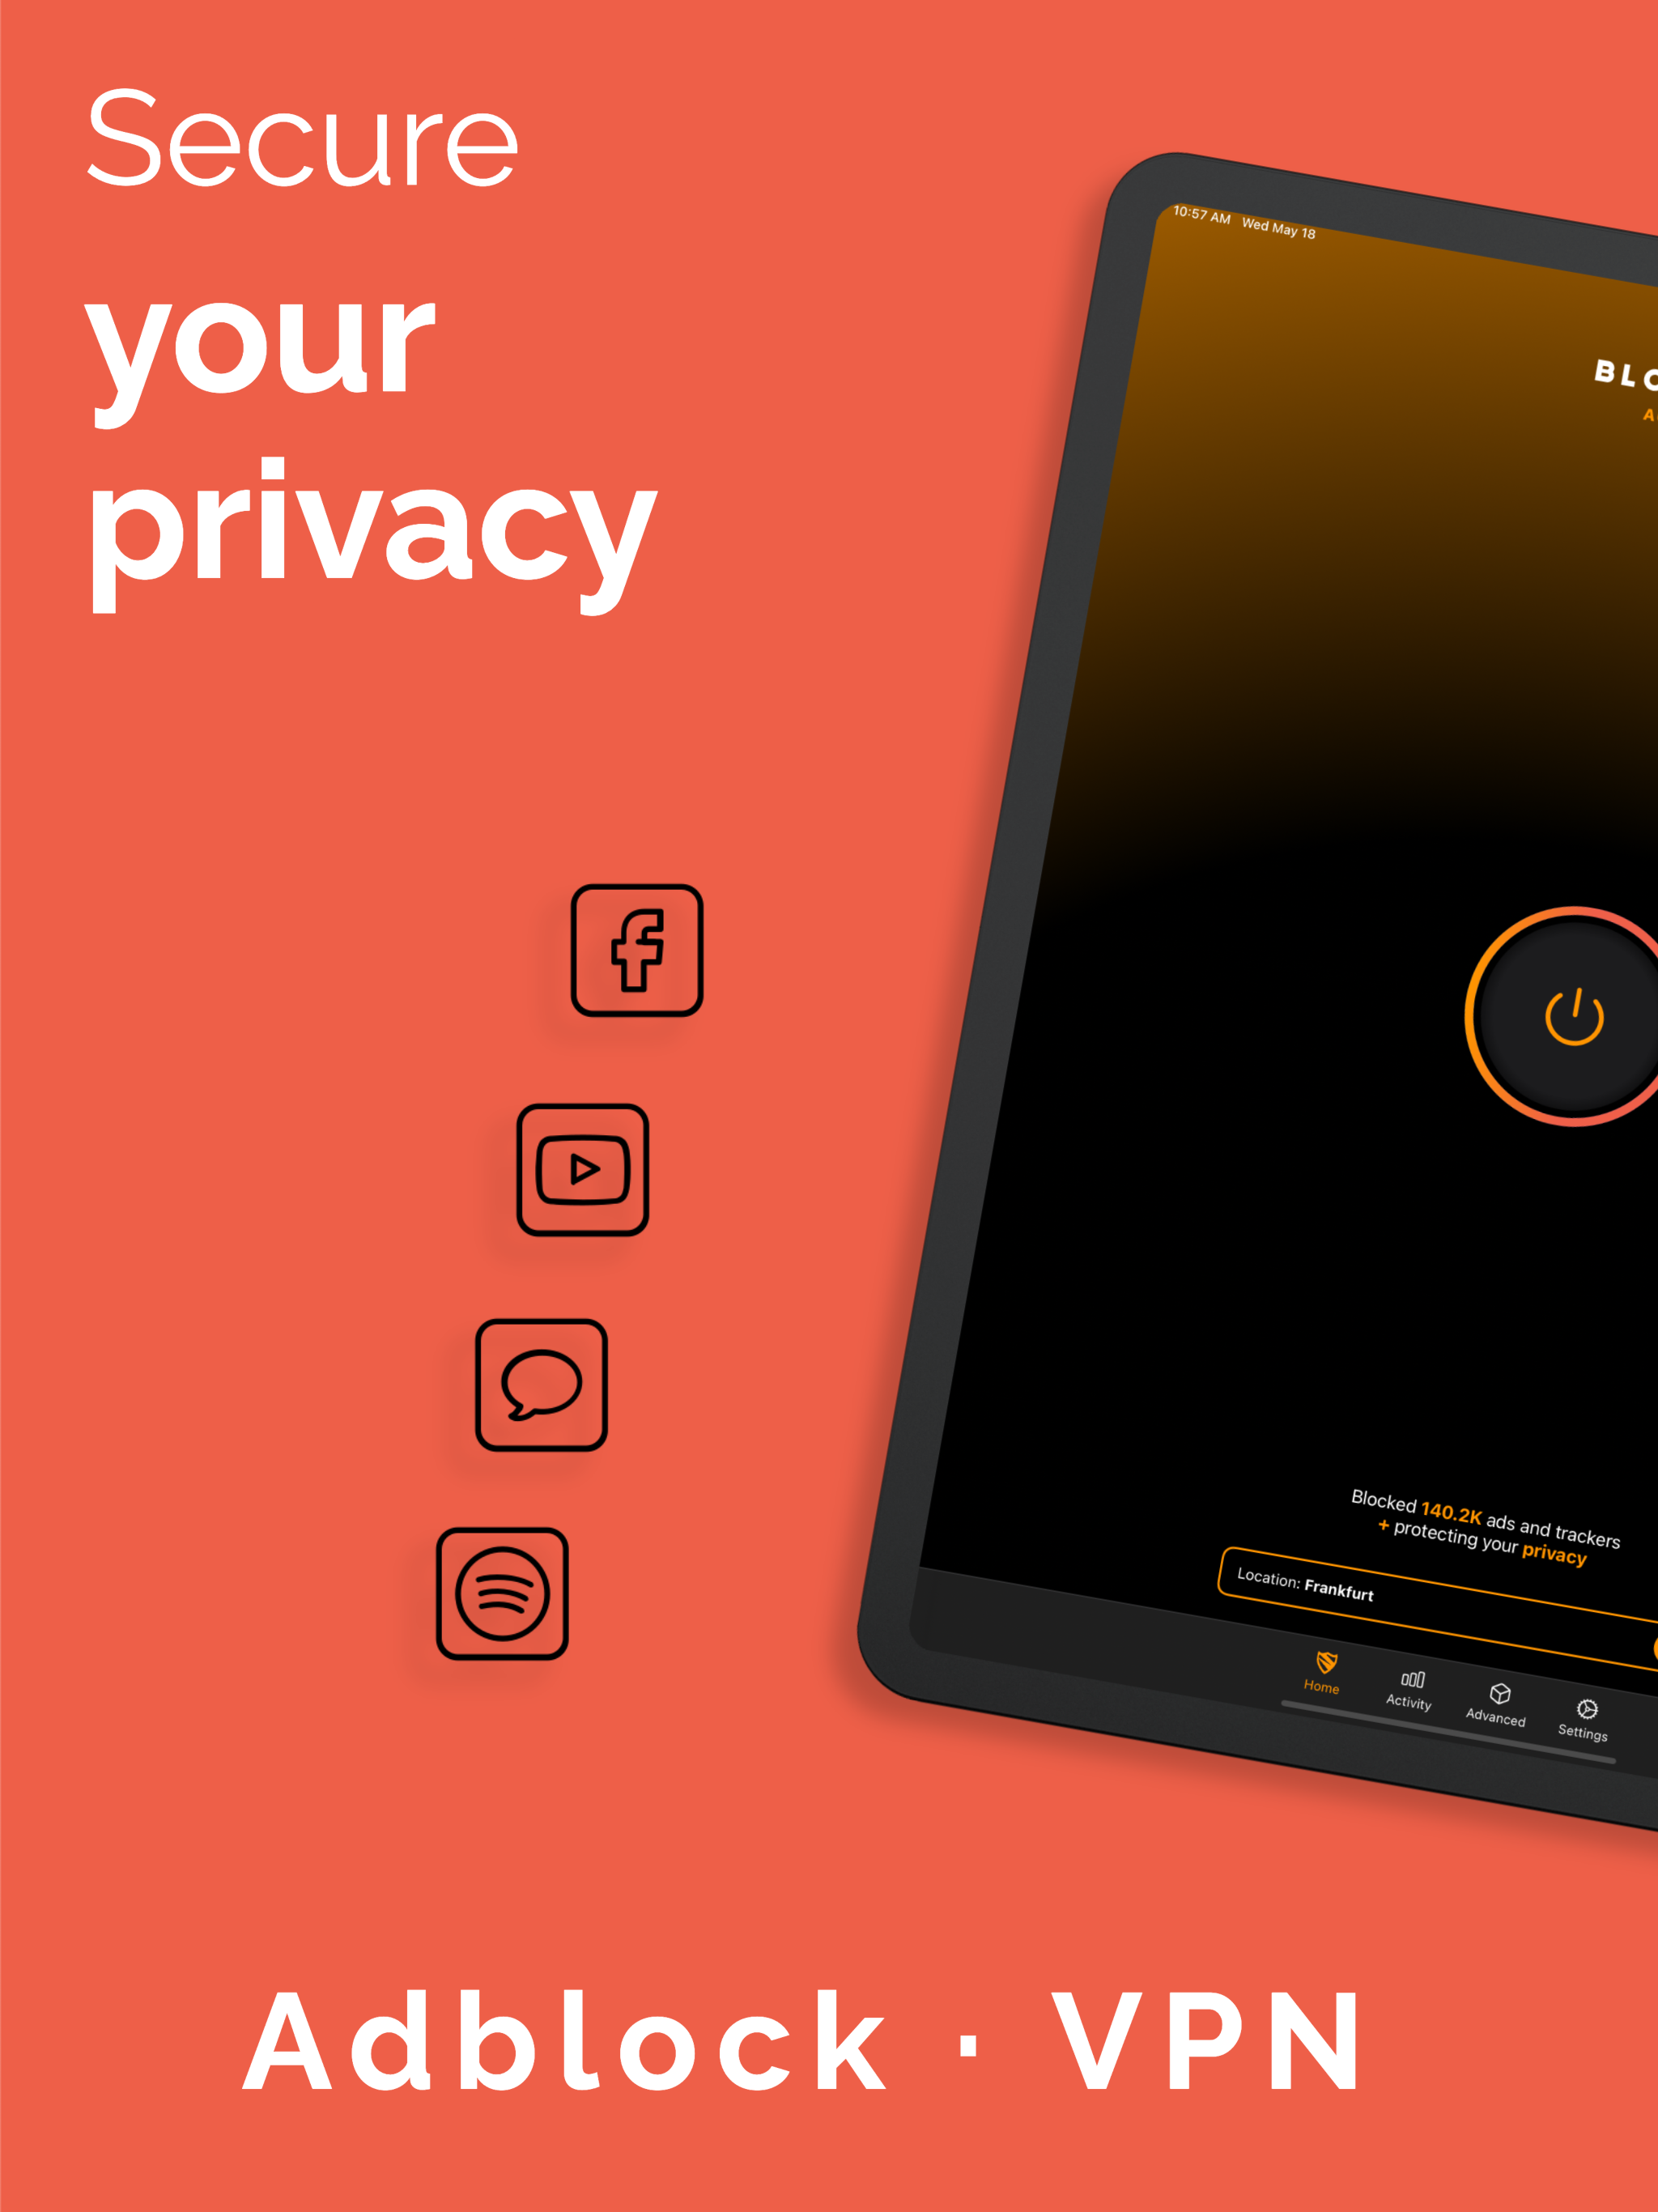 Secure
your
privacy
10:57 AM Wed May 18
Blocked 140.2K ads and trackers
+ protecting your privacy
Location: Frankfurt
Home
Activity
Advanced
Settings
Adblock · VPN